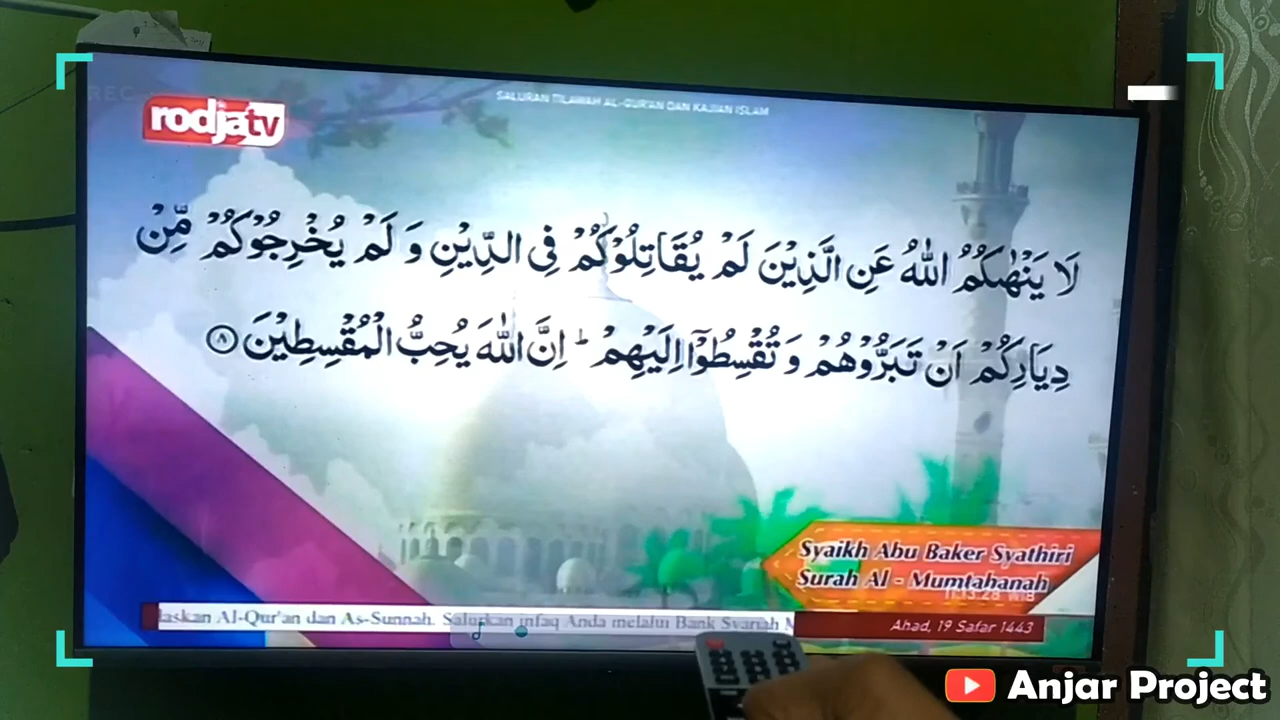 REC
rodjatv
SALURAN TILAWAH AL-QUR'AN DAN KAJIAN ISLAM
لَا يَنْهٰىكُمُ اللّٰهُ عَنِ الَّذِيْنَ لَمْ يُقَاتِلُوْكُمْ فِى الدِّيْنِ وَ لَمْ يُخْرِجُوْكُمْ مِّنْ
دِيَارِكُمْ اَنْ تَبَرُّوْهُمْ وَ تُقْسِطُوْۤا اِلَيْهِمْ ؕ اِنَّ اللّٰهَ يُحِبُّ الْمُقْسِطِيْنَ ۝٨
Syaikh Abu Baker Syathiri
Surah Al - Mumtahanah
11:13:28 WIB
laskan Al-Qur'an dan As-Sunnah. Salurkan infaq Anda melalui Bank Syariah M
Ahad, 19 Safar 1443
Anjar Project